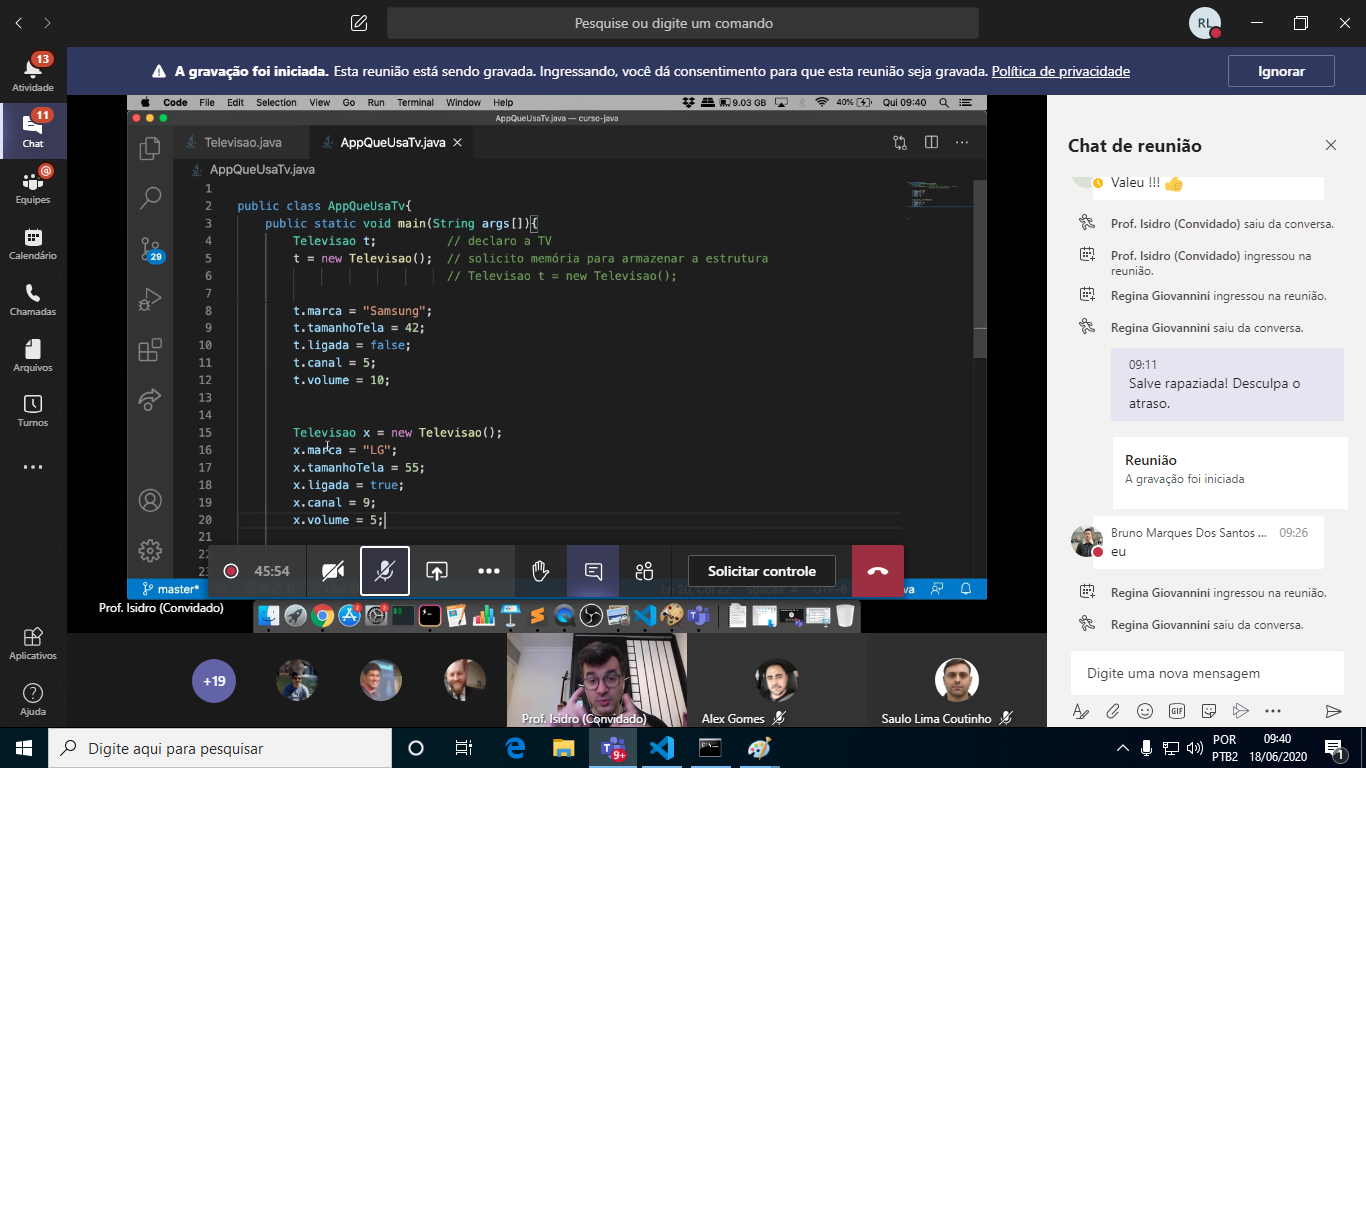 Pesquise ou digite um comando
RL
A gravação foi iniciada. Esta reunião está sendo gravada. Ingressando, você dá consentimento para que esta reunião seja gravada. Política de privacidade
Ignorar
13
Atividade
11
Chat
@
Equipes
Calendário
Chamadas
Arquivos
Turnos
Aplicativos
Ajuda
Code File Edit Selection View Go Run Terminal Window Help
9.03 GB 40% Qui 09:40
AppQueUsaTv.java — curso-java
Televisao.java
AppQueUsaTv.java
AppQueUsaTv.java
29
1
2 public class AppQueUsaTv{
3 public static void main(String args[]){
4 Televisao t; // declaro a TV
5 t = new Televisao(); // solicito memória para armazenar a estrutura
6 // Televisao t = new Televisao();
7
8 t.marca = "Samsung";
9 t.tamanhoTela = 42;
10 t.ligada = false;
11 t.canal = 5;
12 t.volume = 10;
13
14
15 Televisao x = new Televisao();
16 x.marca = "LG";
17 x.tamanhoTela = 55;
18 x.ligada = true;
19 x.canal = 9;
20 x.volume = 5;
21
22
23
45:54
Solicitar controle
master*
Ln 20, Col 22 Spaces: 4 UTF-8
va
Prof. Isidro (Convidado)
+19
Prof. Isidro (Convidado)
Alex Gomes
Saulo Lima Coutinho
Chat de reunião
Valeu !!!
Prof. Isidro (Convidado) saiu da conversa.
Prof. Isidro (Convidado) ingressou na
reunião.
Regina Giovannini ingressou na reunião.
Regina Giovannini saiu da conversa.
09:11
Salve rapaziada! Desculpa o
atraso.
Reunião
A gravação foi iniciada
Bruno Marques Dos Santos ... 09:26
eu
Regina Giovannini ingressou na reunião.
Regina Giovannini saiu da conversa.
Digite uma nova mensagem
GIF
Digite aqui para pesquisar
9+
POR
PTB2
09:40
18/06/2020
1